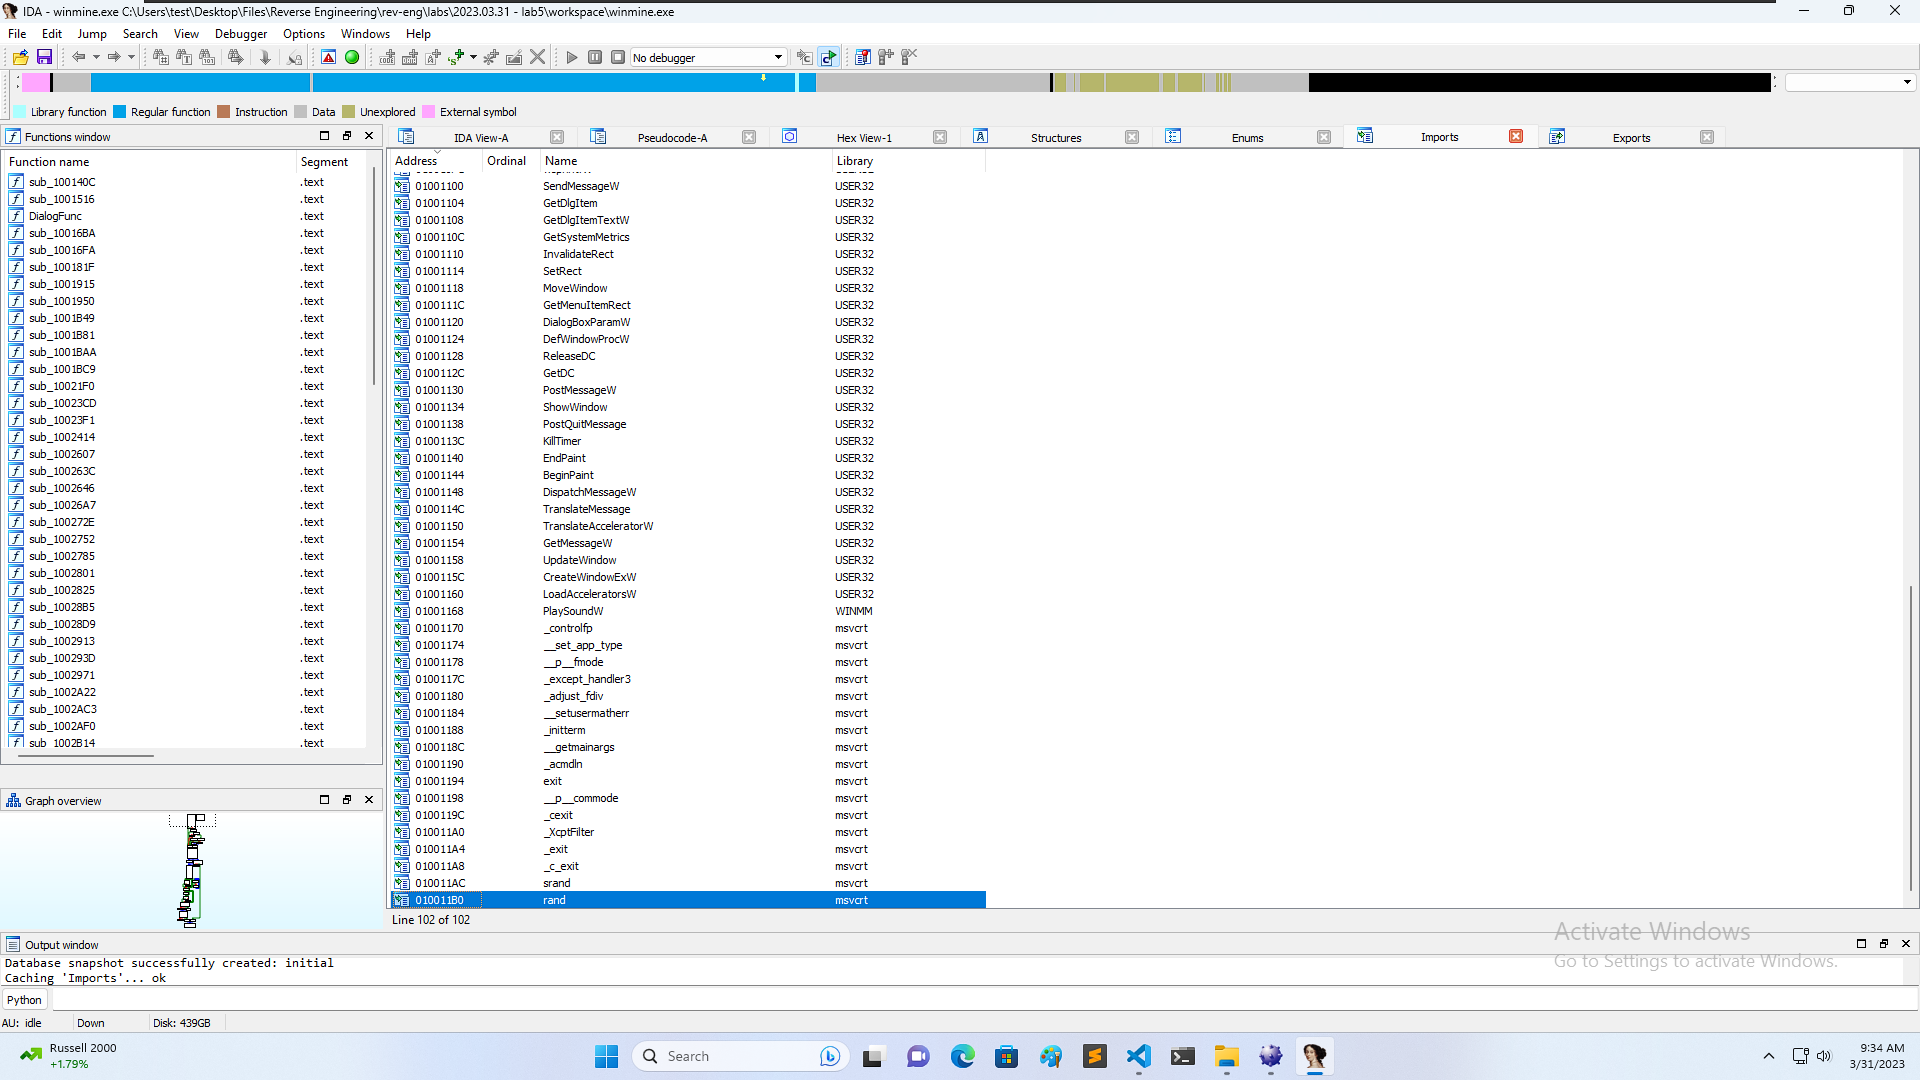 IDA - winmine.exe C:\Users\test\Desktop\Files\Reverse Engineering\rev-eng\labs\2023.03.31 - lab5\workspace\winmine.exe
File Edit Jump Search View Debugger Options Windows Help
No debugger
Library function Regular function Instruction Data Unexplored External symbol
Functions window
Function name Segment
sub_100140C .text
sub_1001516 .text
DialogFunc .text
sub_10016BA .text
sub_10016FA .text
sub_100181F .text
sub_1001915 .text
sub_1001950 .text
sub_1001B49 .text
sub_1001B81 .text
sub_1001BAA .text
sub_1001BC9 .text
sub_10021F0 .text
sub_10023CD .text
sub_10023F1 .text
sub_1002414 .text
sub_1002607 .text
sub_100263C .text
sub_1002646 .text
sub_10026A7 .text
sub_100272E .text
sub_1002752 .text
sub_1002785 .text
sub_1002801 .text
sub_1002825 .text
sub_10028B5 .text
sub_10028D9 .text
sub_1002913 .text
sub_100293D .text
sub_1002971 .text
sub_1002A22 .text
sub_1002AC3 .text
sub_1002AF0 .text
sub_1002B14 .text
Graph overview
IDA View-A Pseudocode-A Hex View-1 Structures Enums Imports Exports
Address Ordinal Name Library
01001100 SendMessageW USER32
01001104 GetDlgItem USER32
01001108 GetDlgItemTextW USER32
0100110C GetSystemMetrics USER32
01001110 InvalidateRect USER32
01001114 SetRect USER32
01001118 MoveWindow USER32
0100111C GetMenuItemRect USER32
01001120 DialogBoxParamW USER32
01001124 DefWindowProcW USER32
01001128 ReleaseDC USER32
0100112C GetDC USER32
01001130 PostMessageW USER32
01001134 ShowWindow USER32
01001138 PostQuitMessage USER32
0100113C KillTimer USER32
01001140 EndPaint USER32
01001144 BeginPaint USER32
01001148 DispatchMessageW USER32
0100114C TranslateMessage USER32
01001150 TranslateAcceleratorW USER32
01001154 GetMessageW USER32
01001158 UpdateWindow USER32
0100115C CreateWindowExW USER32
01001160 LoadAcceleratorsW USER32
01001168 PlaySoundW WINMM
01001170 _controlfp msvcrt
01001174 __set_app_type msvcrt
01001178 __p__fmode msvcrt
0100117C _except_handler3 msvcrt
01001180 _adjust_fdiv msvcrt
01001184 __setusermatherr msvcrt
01001188 _initterm msvcrt
0100118C __getmainargs msvcrt
01001190 _acmdln msvcrt
01001194 exit msvcrt
01001198 __p__commode msvcrt
0100119C _cexit msvcrt
010011A0 _XcptFilter msvcrt
010011A4 _exit msvcrt
010011A8 _c_exit msvcrt
010011AC srand msvcrt
010011B0 rand msvcrt
Line 102 of 102
Activate Windows
Go to Settings to activate Windows.
Output window
Database snapshot successfully created: initial
Caching 'Imports'... ok
Python
AU: idle Down Disk: 439GB
Russell 2000
+1.79%
Search
9:34 AM
3/31/2023